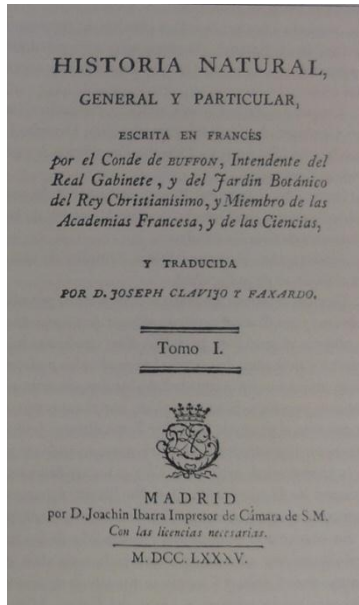 HISTORIA NATURAL,
GENERAL Y PARTICULAR,
ESCRITA EN FRANCÉS
por el Conde de BUFFON, Intendente del
Real Gabinete, y del Jardin Botánico
del Rey Christianísimo, y Miembro de las
Academias Francesa, y de las Ciencias,
Y TRADUCIDA
POR D. JOSEPH CLAVIJO Y FAXARDO.
Tomo I.
MADRID
por D. Joachin Ibarra Impresor de Cámara de S. M.
Con las licencias necesarias.
M. DCC. LXXXV.